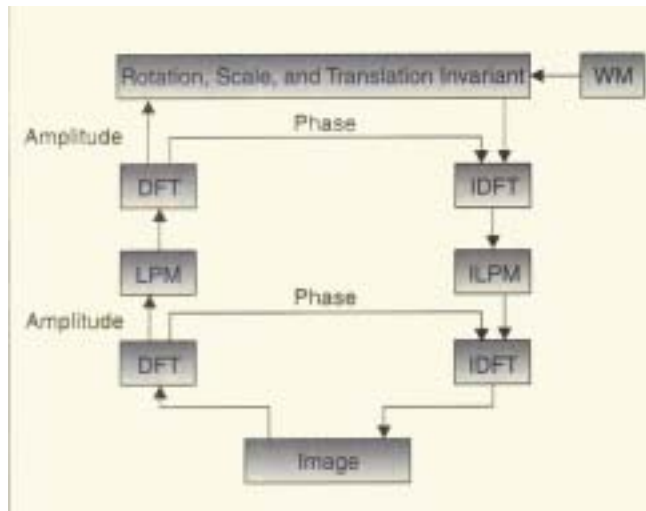 Rotation, Scale, and Translation Invariant
WM
Amplitude
Phase
DFT
IDFT
LPM
ILPM
Amplitude
Phase
DFT
IDFT
Image